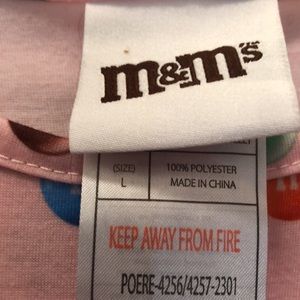 m&m's
(SIZE)
L
100% POLYESTER
MADE IN CHINA
KEEP AWAY FROM FIRE
POERE-4256/4257-2301